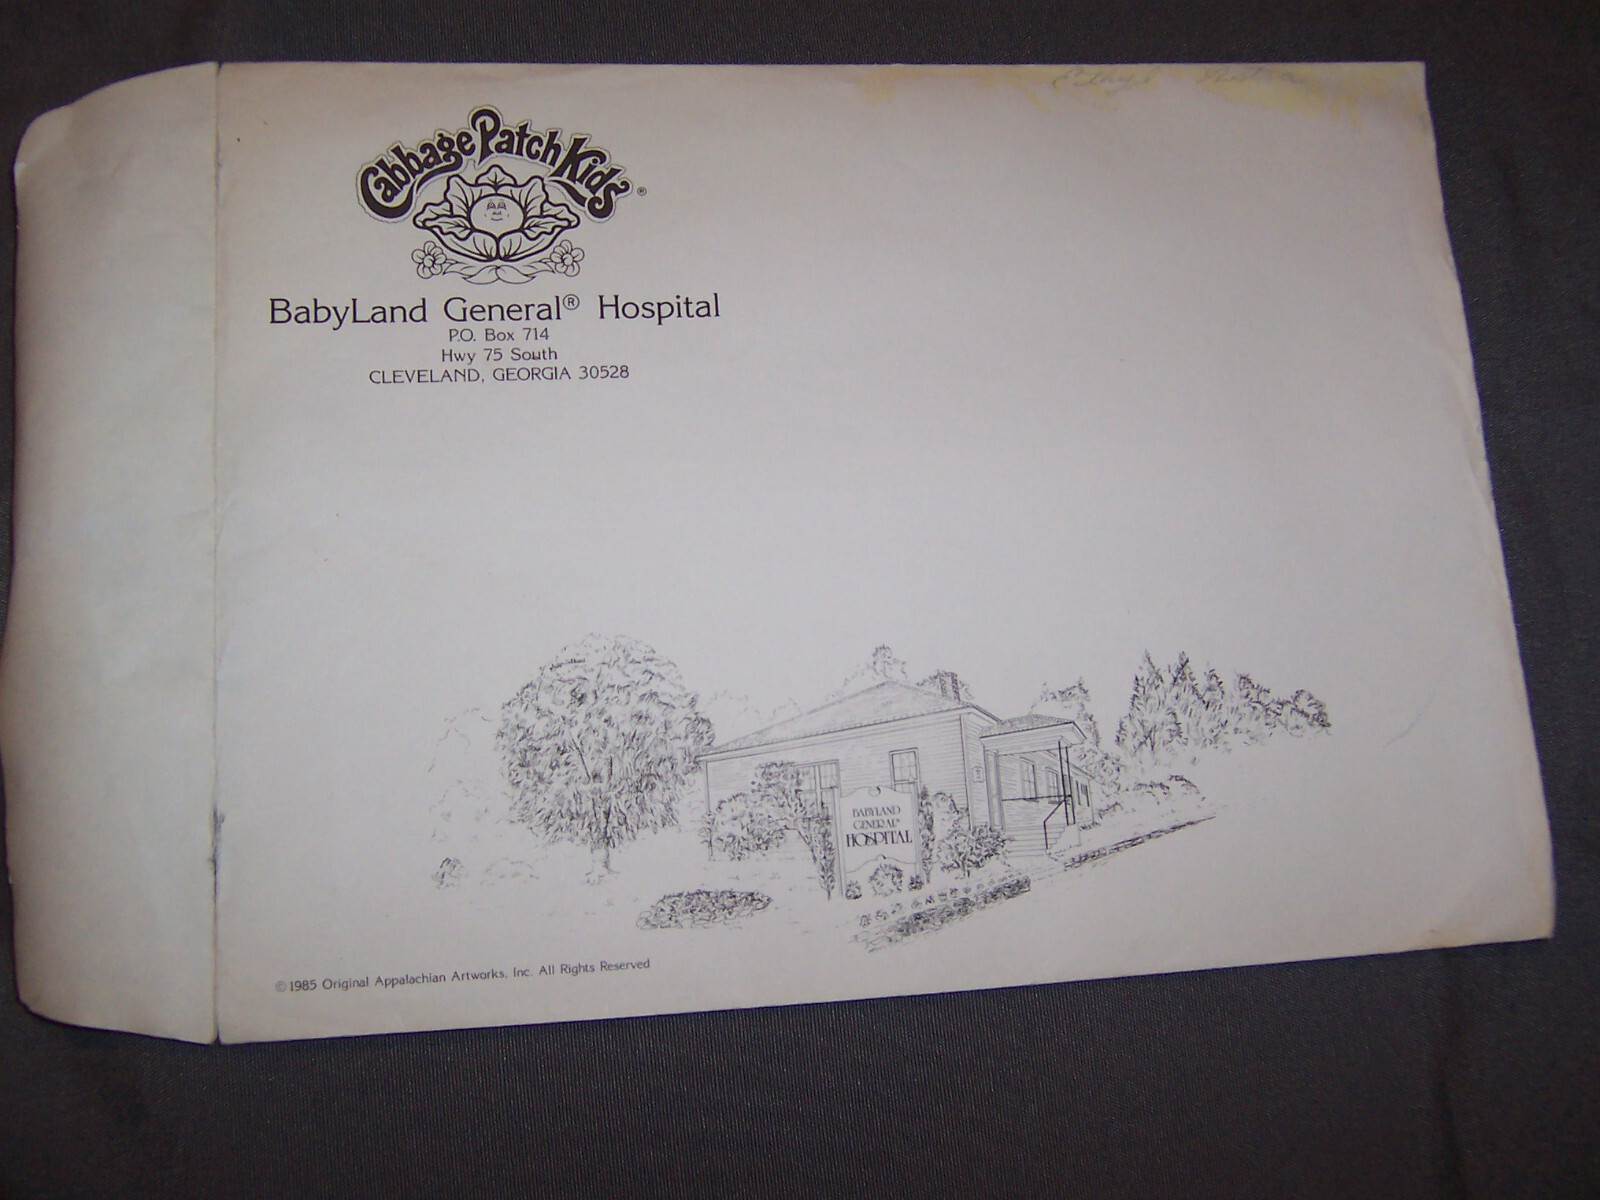 Cabbage Patch Kids®
BabyLand General® Hospital
P.O. Box 714
Hwy 75 South
CLEVELAND, GEORGIA 30528
BABYLAND
GENERAL®
HOSPITAL
©1985 Original Appalachian Artworks, Inc. All Rights Reserved